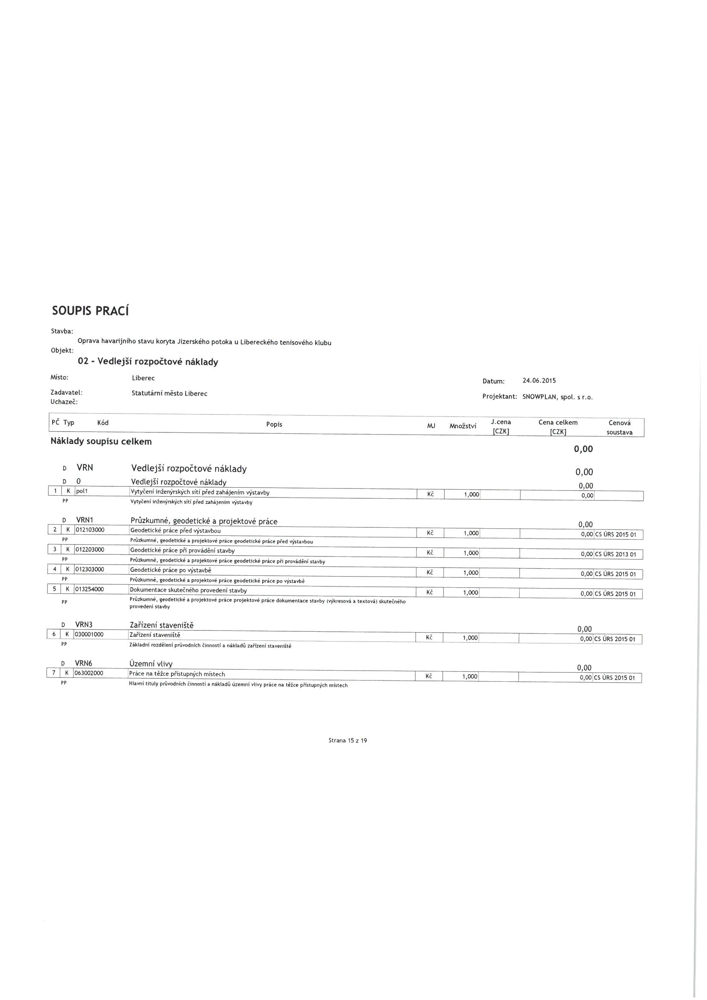 SOUPIS PRACÍ
Stavba:
Oprava havarijního stavu koryta Jizerského potoka u Libereckého tenisového klubu
Objekt:
02 - Vedlejší rozpočtové náklady
Místo: Liberec Datum: 24.06.2015
Zadavatel: Statutární město Liberec Projektant: SNOWPLAN, spol. s r.o.
Uchazeč:
PČ Typ Kód Popis MJ Množství J.cena [CZK] Cena celkem [CZK] Cenová soustava
Náklady soupisu celkem 0,00
D VRN Vedlejší rozpočtové náklady 0,00
D 0 Vedlejší rozpočtové náklady 0,00
1 K pol1 Vytyčení inženýrských sítí před zahájením výstavby Kč 1,000 0,00
PP Vytyčení inženýrských sítí před zahájením výstavby
D VRN1 Průzkumné, geodetické a projektové práce 0,00
2 K 012103000 Geodetické práce před výstavbou Kč 1,000 0,00 CS ÚRS 2015 01
PP Průzkumné, geodetické a projektové práce geodetické práce před výstavbou
3 K 012203000 Geodetické práce při provádění stavby Kč 1,000 0,00 CS ÚRS 2013 01
PP Průzkumné, geodetické a projektové práce geodetické práce při provádění stavby
4 K 012303000 Geodetické práce po výstavbě Kč 1,000 0,00 CS ÚRS 2015 01
PP Průzkumné, geodetické a projektové práce geodetické práce po výstavbě
5 K 013254000 Dokumentace skutečného provedení stavby Kč 1,000 0,00 CS ÚRS 2015 01
PP Průzkumné, geodetické a projektové práce projektové práce dokumentace stavby (výkresová a textová) skutečného
provedení stavby
D VRN3 Zařízení staveniště 0,00
6 K 030001000 Zařízení staveniště Kč 1,000 0,00 CS ÚRS 2015 01
PP Základní rozdělení průvodních činností a nákladů zařízení staveniště
D VRN6 Územní vlivy 0,00
7 K 063002000 Práce na těžce přístupných místech Kč 1,000 0,00 CS ÚRS 2015 01
PP Hlavní tituly průvodních činností a nákladů územní vlivy práce na těžce přístupných místech
Strana 15 z 19